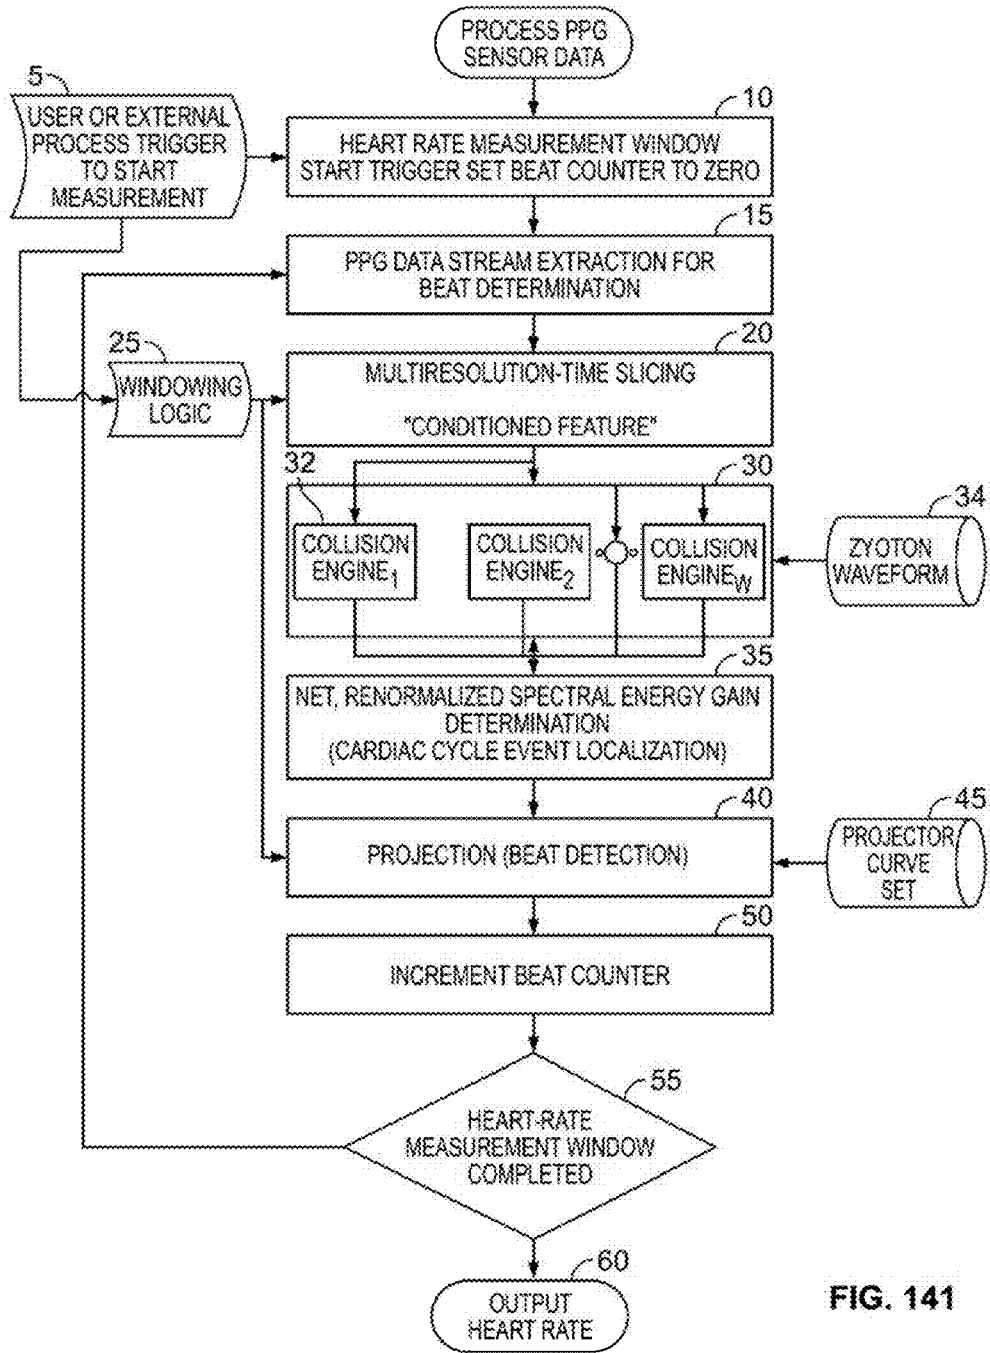 PROCESS PPG
SENSOR DATA
5
USER OR EXTERNAL
PROCESS TRIGGER
TO START
MEASUREMENT
10
HEART RATE MEASUREMENT WINDOW
START TRIGGER SET BEAT COUNTER TO ZERO
15
PPG DATA STREAM EXTRACTION FOR
BEAT DETERMINATION
20
MULTIRESOLUTION-TIME SLICING
"CONDITIONED FEATURE"
25
WINDOWING
LOGIC
30
32
COLLISION
ENGINE1
COLLISION
ENGINE2
COLLISION
ENGINEW
34
ZYOTON
WAVEFORM
35
NET, RENORMALIZED SPECTRAL ENERGY GAIN
DETERMINATION
(CARDIAC CYCLE EVENT LOCALIZATION)
40
PROJECTION (BEAT DETECTION)
45
PROJECTOR
CURVE
SET
50
INCREMENT BEAT COUNTER
55
HEART-RATE
MEASUREMENT WINDOW
COMPLETED
60
OUTPUT
HEART RATE
FIG. 141